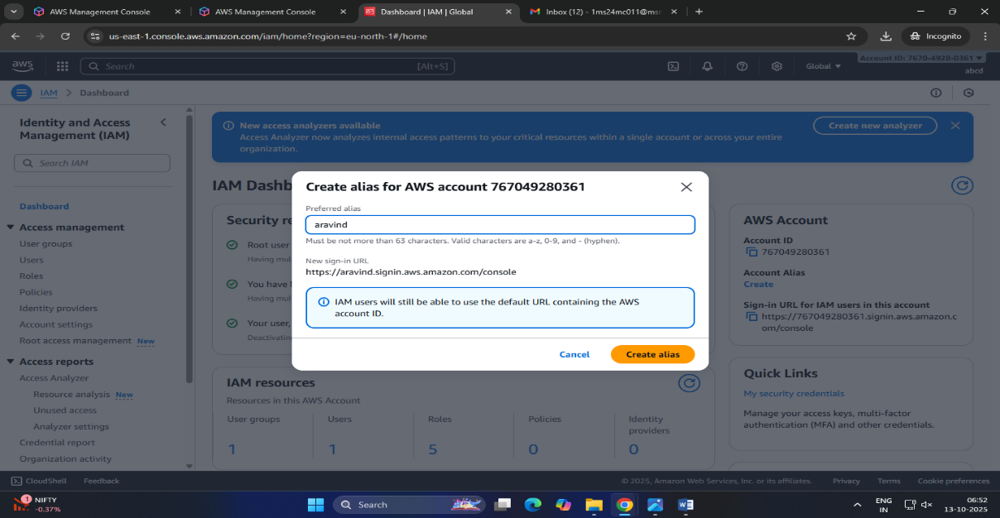 AWS Management Console
AWS Management Console
Dashboard | IAM | Global
Inbox (12) - 1ms24mc011@ms
us-east-1.console.aws.amazon.com/iam/home?region=eu-north-1#/home
Incognito
aws
Search
[Alt+S]
Global
Account ID: 7670-4928-0361
abcd
IAM
Dashboard
Identity and Access
Management (IAM)
Search IAM
Dashboard
Access management
User groups
Users
Roles
Policies
Identity providers
Account settings
Root access management New
Access reports
Access Analyzer
Resource analysis New
Unused access
Analyzer settings
Credential report
Organization activity
New access analyzers available
Access Analyzer now analyzes internal access patterns to your critical resources within a single account or across your entire
organization.
Create new analyzer
IAM Dashb
Security re
Root user
Having mul
You have
Having mul
Your user,
Deactivatin
Create alias for AWS account 767049280361
Preferred alias
aravind
Must be not more than 63 characters. Valid characters are a-z, 0-9, and - (hyphen).
New sign-in URL
https://aravind.signin.aws.amazon.com/console
IAM users will still be able to use the default URL containing the AWS
account ID.
Cancel
Create alias
IAM resources
Resources in this AWS Account
User groups
1
Users
1
Roles
5
Policies
0
Identity
providers
0
AWS Account
Account ID
767049280361
Account Alias
Create
Sign-in URL for IAM users in this account
https://767049280361.signin.aws.amazon.c
om/console
Quick Links
My security credentials
Manage your access keys, multi-factor
authentication (MFA) and other credentials.
CloudShell
Feedback
© 2025, Amazon Web Services, Inc. or its affiliates.
Privacy
Terms
Cookie preferences
1
NIFTY
-0.37%
Search
ENG
IN
06:52
13-10-2025